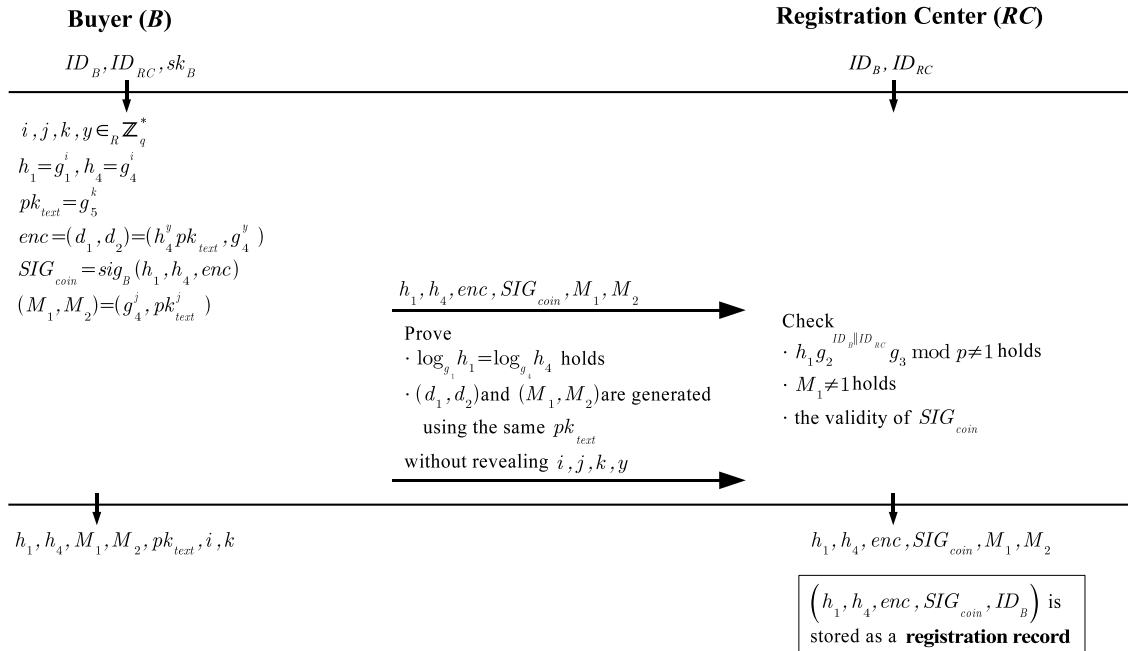 Buyer (B)
Registration Center (RC)
ID_B, ID_RC, sk_B
ID_B, ID_RC
i, j, k, y ∈_R ℤ_q^*
h_1=g_1^i, h_4=g_4^i
pk_text=g_5^k
enc=(d_1, d_2)=(h_4^y pk_text, g_4^y)
SIG_coin=sig_B(h_1, h_4, enc)
(M_1, M_2)=(g_4^j, pk_text^j)
h_1, h_4, enc, SIG_coin, M_1, M_2
Prove
· log_{g_1} h_1=log_{g_4} h_4 holds
· (d_1, d_2) and (M_1, M_2) are generated
using the same pk_text
without revealing i, j, k, y
Check
· h_1 g_2^{ID_B||ID_RC} g_3 mod p≠1 holds
· M_1≠1 holds
· the validity of SIG_coin
h_1, h_4, M_1, M_2, pk_text, i, k
h_1, h_4, enc, SIG_coin, M_1, M_2
(h_1, h_4, enc, SIG_coin, ID_B) is
stored as a registration record